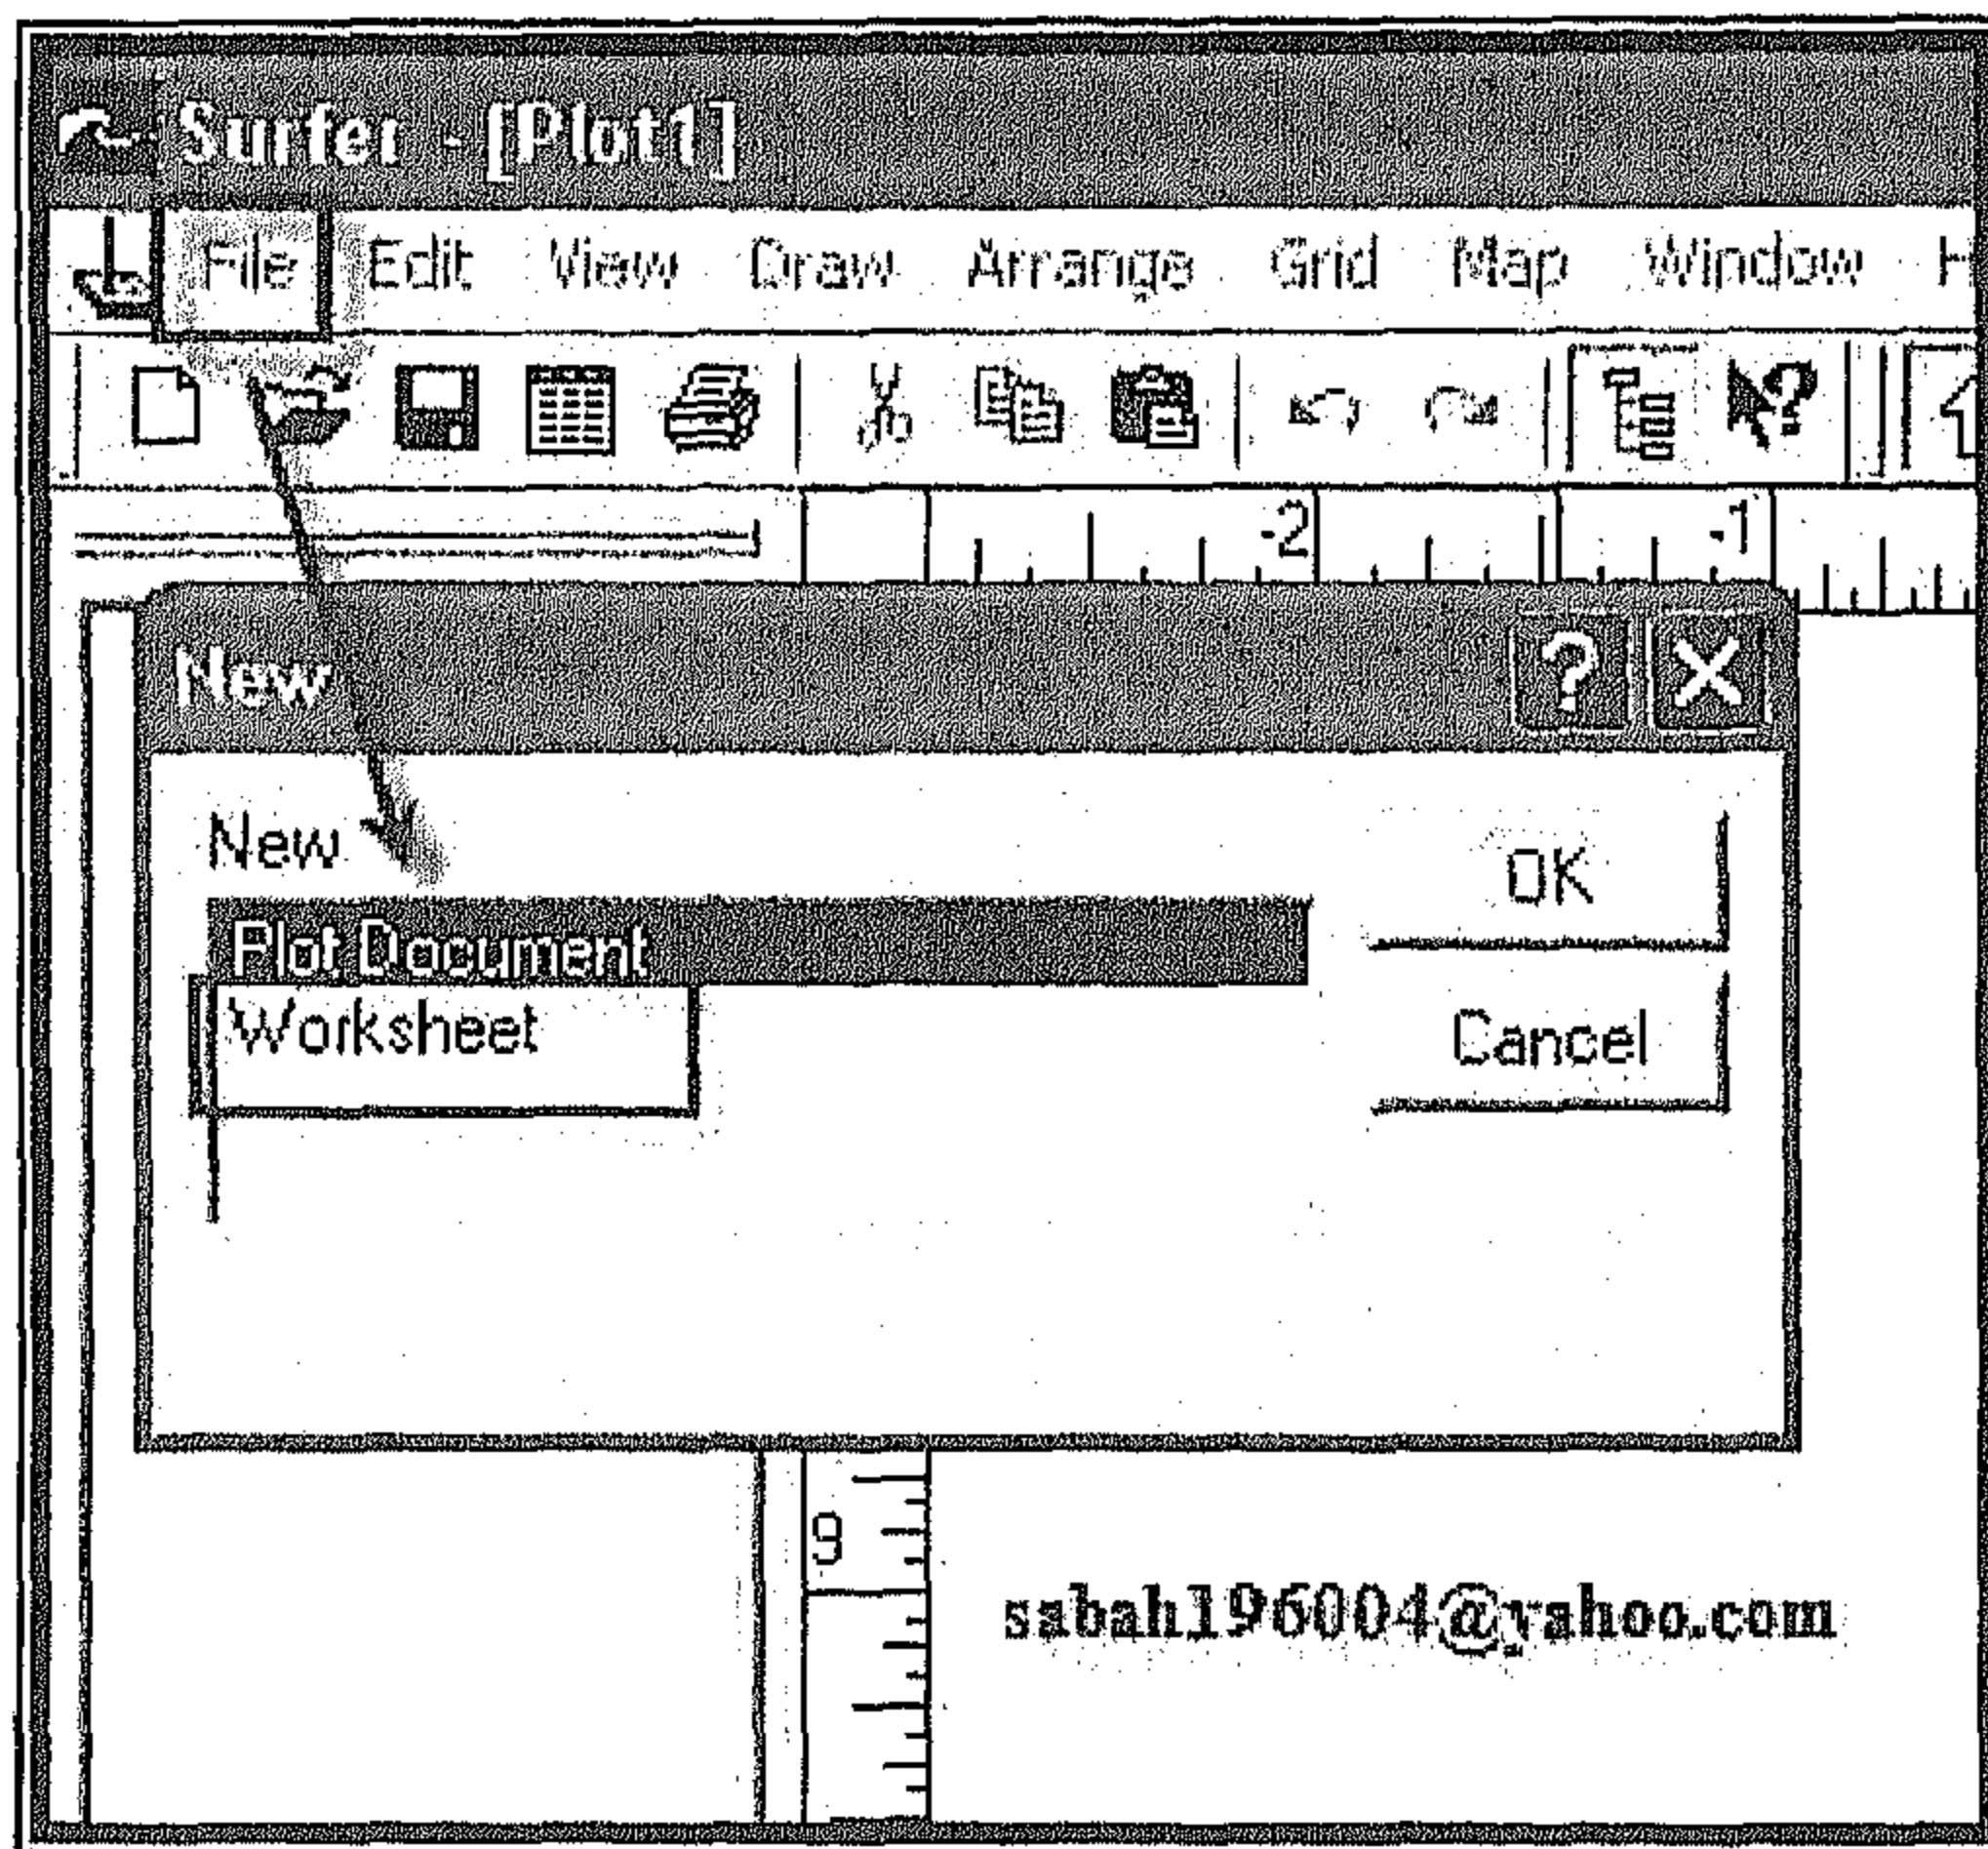 Surfer - [Plot1]
File Edit View Draw Arrange Grid Map Window H
-2 -1
New
New
OK
Plot Document
Worksheet
Cancel
9
sabah196004@yahoo.com